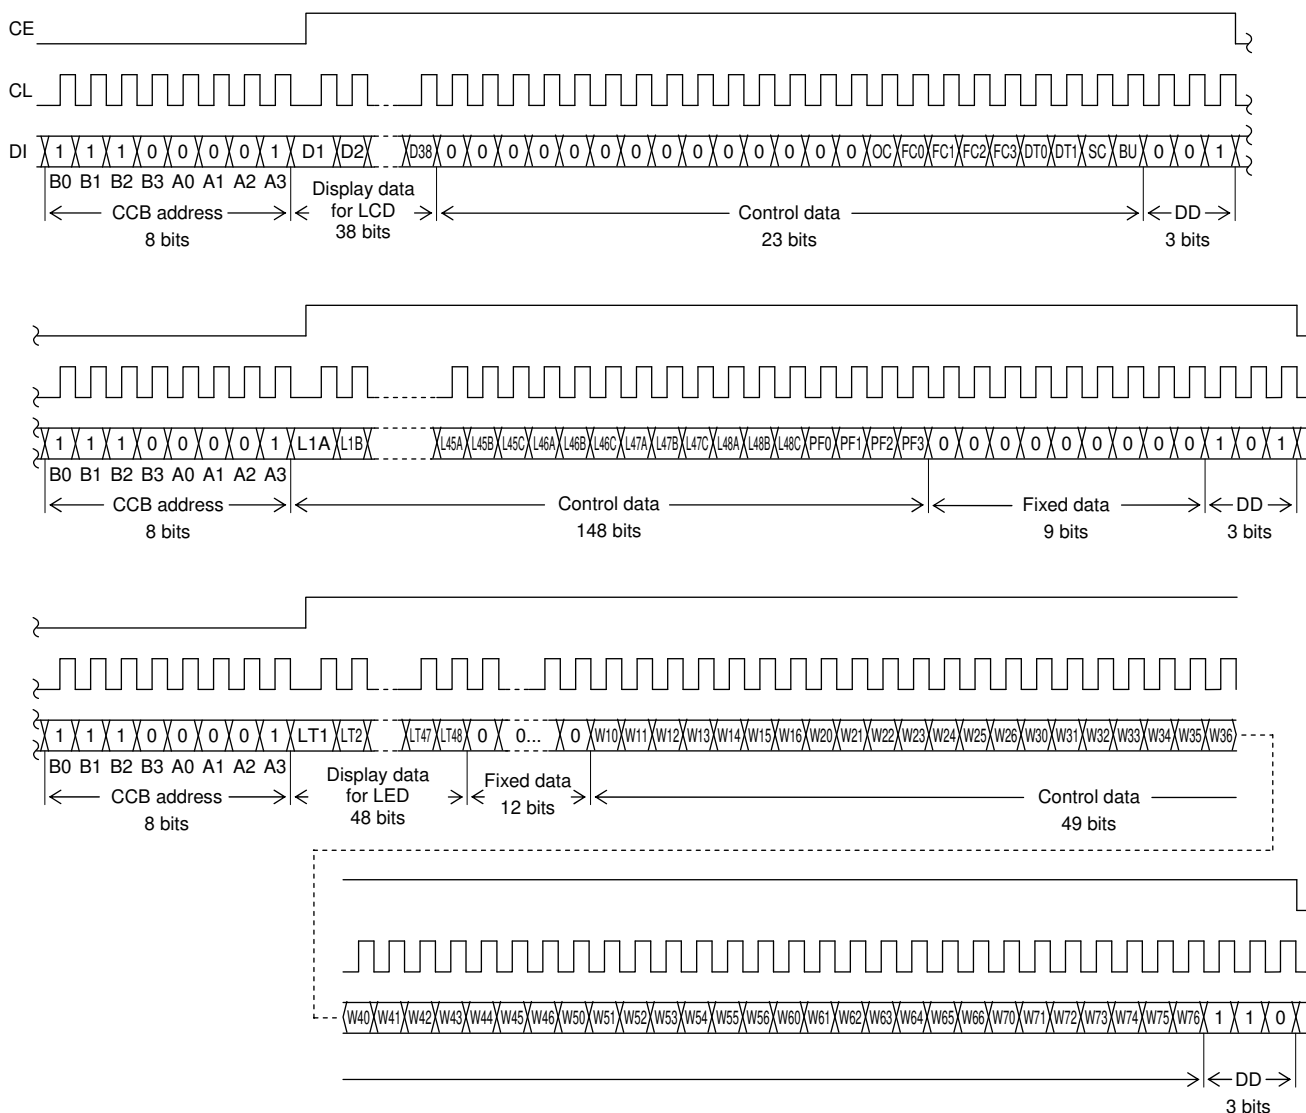 CE
CL
DI 1 1 1 0 0 0 0 1 D1 D2 D38 0 0 0 0 0 0 0 0 0 0 0 0 0 0 OC FC0 FC1 FC2 FC3 DT0 DT1 SC BU 0 0 1
B0 B1 B2 B3 A0 A1 A2 A3
CCB address
8 bits
Display data
for LCD
38 bits
Control data
23 bits
DD
3 bits
1 1 1 0 0 0 0 1 L1A L1B L45A L45B L45C L46A L46B L46C L47A L47B L47C L48A L48B L48C PF0 PF1 PF2 PF3 0 0 0 0 0 0 0 0 0 1 0 1
B0 B1 B2 B3 A0 A1 A2 A3
CCB address
8 bits
Control data
148 bits
Fixed data
9 bits
DD
3 bits
1 1 1 0 0 0 0 1 LT1 LT2 LT47 LT48 0 0... 0 W10 W11 W12 W13 W14 W15 W16 W20 W21 W22 W23 W24 W25 W26 W30 W31 W32 W33 W34 W35 W36
B0 B1 B2 B3 A0 A1 A2 A3
CCB address
8 bits
Display data
for LED
48 bits
Fixed data
12 bits
Control data
49 bits
W40 W41 W42 W43 W44 W45 W46 W50 W51 W52 W53 W54 W55 W56 W60 W61 W62 W63 W64 W65 W66 W70 W71 W72 W73 W74 W75 W76 1 1 0
DD
3 bits